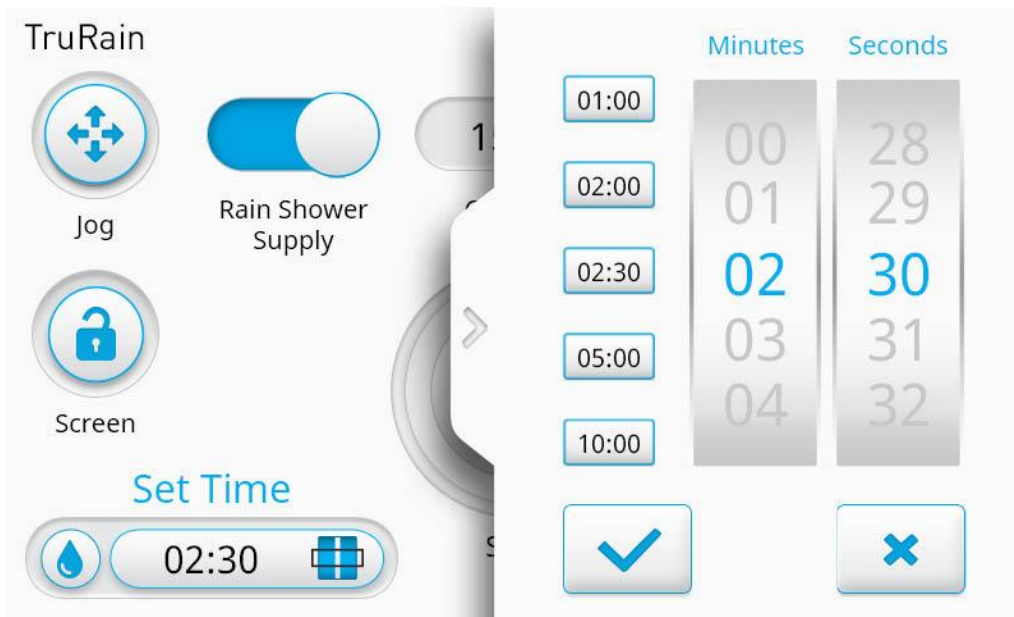 TruRain
Jog
Rain Shower
Supply
Screen
Set Time
02:30
Minutes
Seconds
01:00
02:00
02:30
05:00
10:00
00
01
02
03
04
28
29
30
31
32